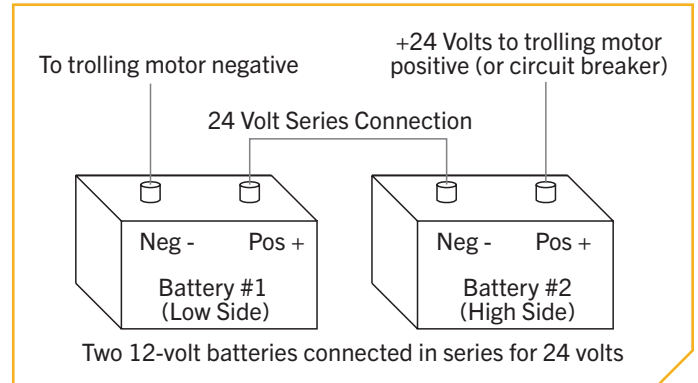 To trolling motor negative
+24 Volts to trolling motor
positive (or circuit breaker)
24 Volt Series Connection
Neg -
Pos +
Battery #1
(Low Side)
Neg -
Pos +
Battery #2
(High Side)
Two 12-volt batteries connected in series for 24 volts